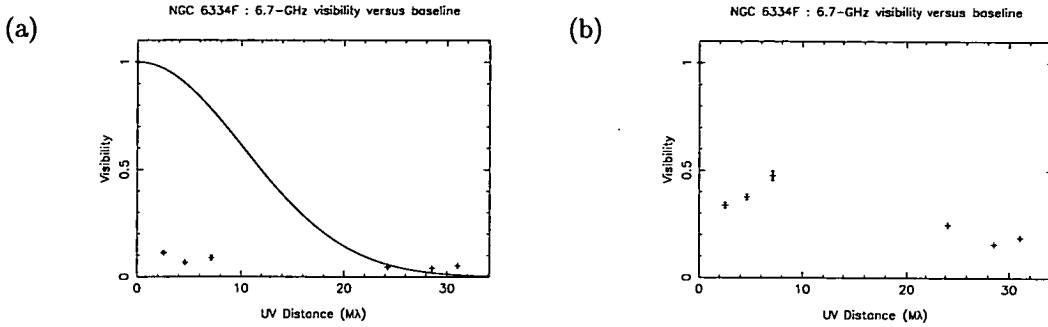 (a)
NGC 6334F : 6.7-GHz visibility versus baseline
Visibility
1
0.5
0
0 10 20 30
UV Distance (Mλ)
(b)
NGC 6334F : 6.7-GHz visibility versus baseline
Visibility
1
0.5
0
0 10 20 30
UV Distance (Mλ)